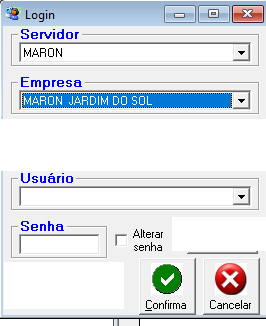 Login
Servidor
MARON
Empresa
MARON JARDIM DO SOL
Usuário
Senha
Alterar
senha
Confirma
Cancelar